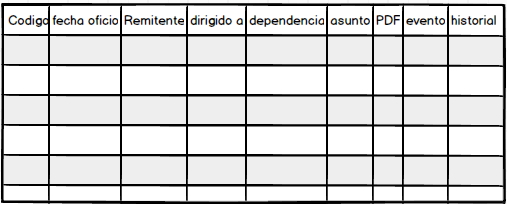 Codigo fecha oficio Remitente dirigido a dependencia asunto PDF evento historial